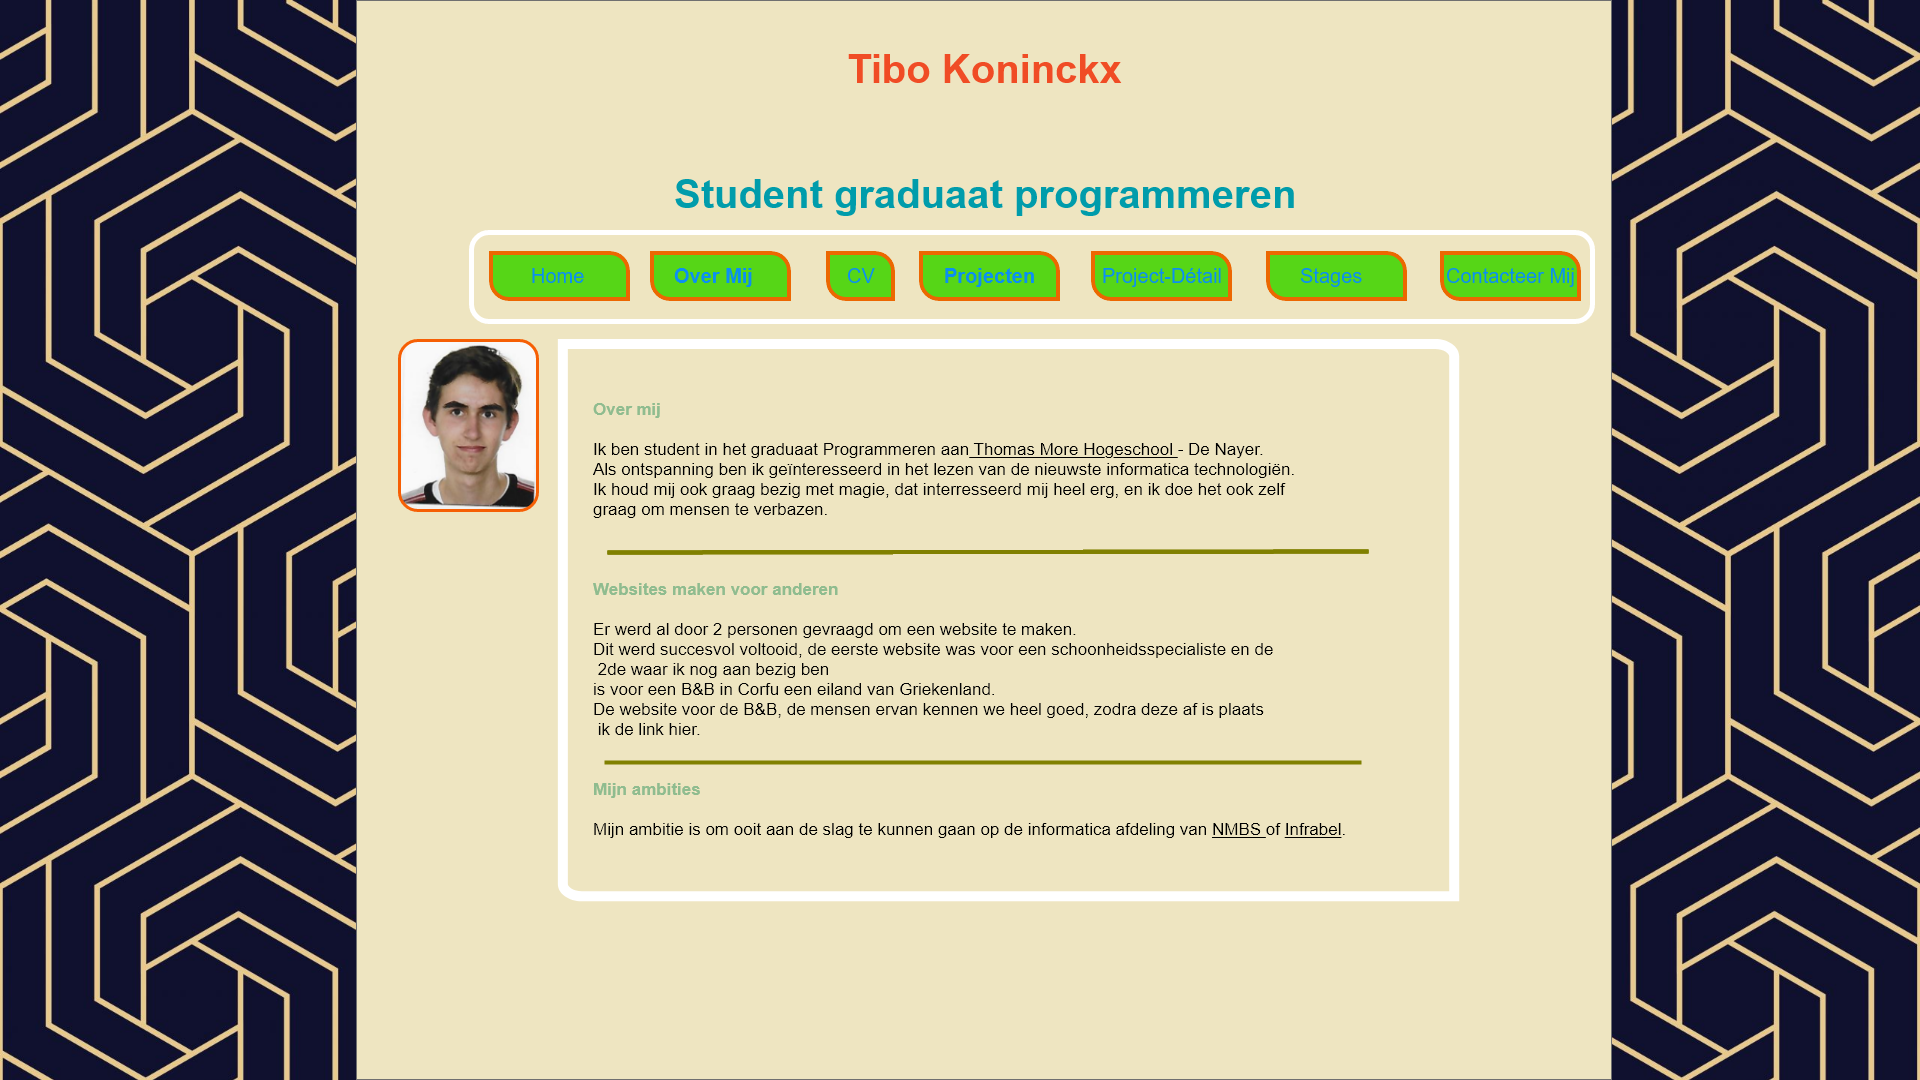 Tibo Koninckx
Student graduaat programmeren
Home Over Mij CV Projecten Project-Détail Stages Contacteer Mij
Over mij
Ik ben student in het graduaat Programmeren aan Thomas More Hogeschool - De Nayer.
Als ontspanning ben ik geïnteresseerd in het lezen van de nieuwste informatica technologiën.
Ik houd mij ook graag bezig met magie, dat interresseerd mij heel erg, en ik doe het ook zelf
graag om mensen te verbazen.
Websites maken voor anderen
Er werd al door 2 personen gevraagd om een website te maken.
Dit werd succesvol voltooid, de eerste website was voor een schoonheidsspecialiste en de
2de waar ik nog aan bezig ben
is voor een B&B in Corfu een eiland van Griekenland.
De website voor de B&B, de mensen ervan kennen we heel goed, zodra deze af is plaats
ik de link hier.
Mijn ambities
Mijn ambitie is om ooit aan de slag te kunnen gaan op de informatica afdeling van NMBS of Infrabel.